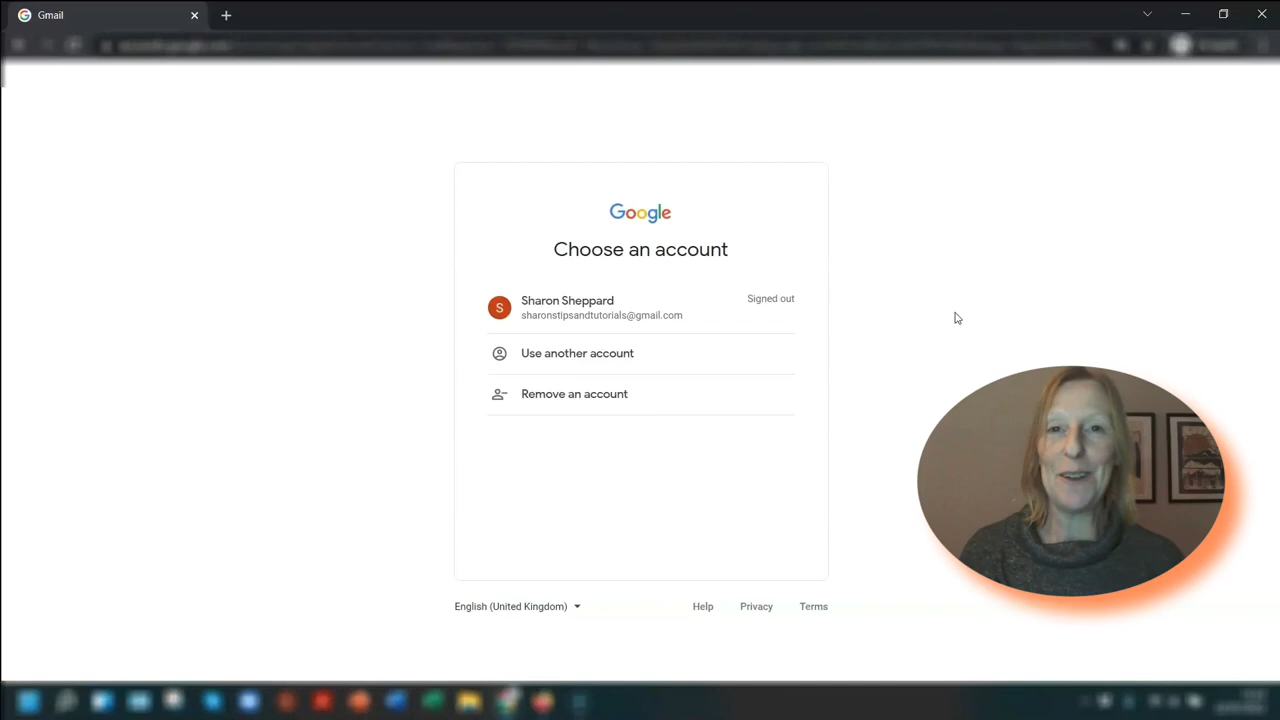 Gmail
Google
Choose an account
S
Sharon Sheppard
Signed out
sharonstipsandtutorials@gmail.com
Use another account
Remove an account
English (United Kingdom)
Help
Privacy
Terms